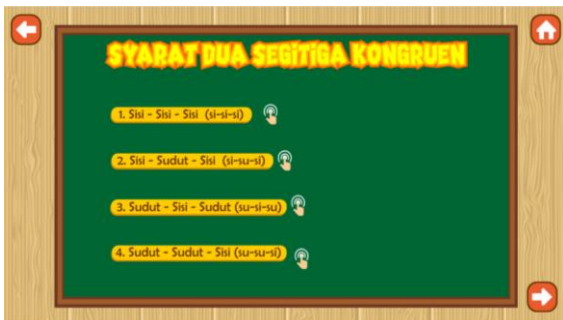 SYARAT DUA SEGITIGA KONGRUEN
1. Sisi - Sisi - Sisi (si-si-si)
2. Sisi - Sudut - Sisi (si-su-si)
3. Sudut - Sisi - Sudut (su-si-su)
4. Sudut - Sudut - Sisi (su-su-si)